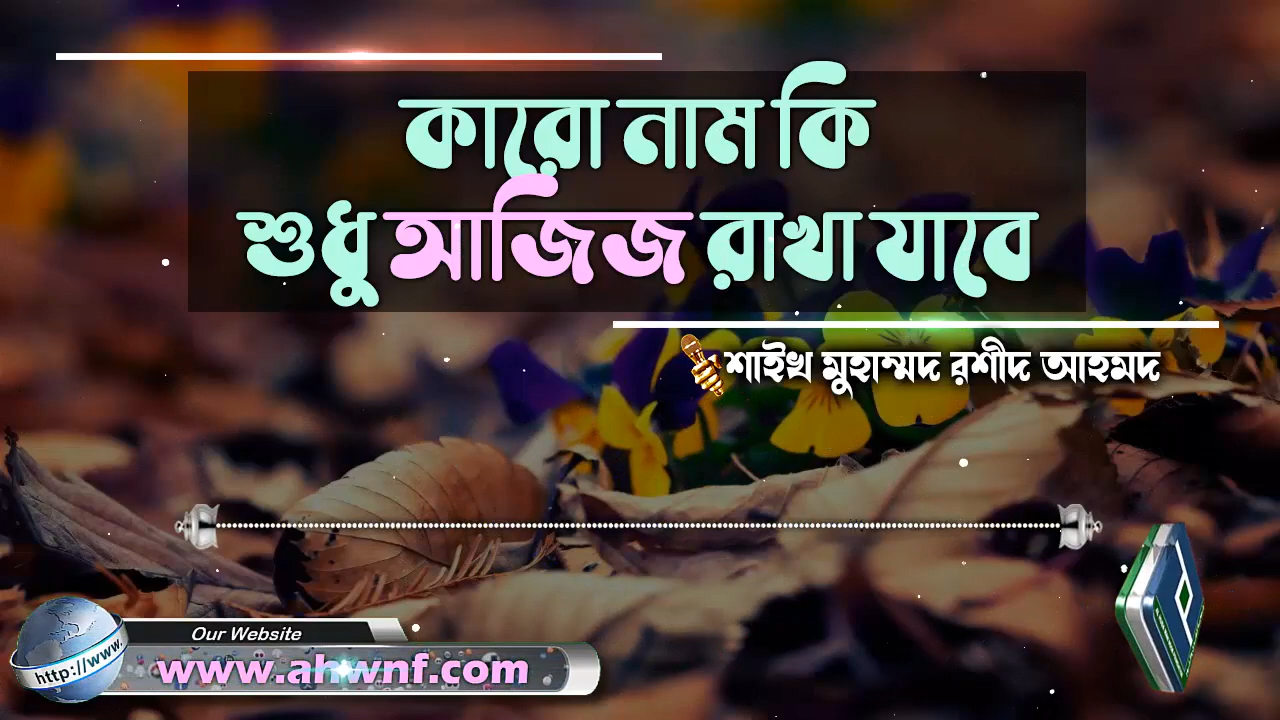 কারো নাম কি
শুধু আজিজ রাখা যাবে
শাইখ মুহাম্মদ রশীদ আহমদ
Our Website
http://www.
www.ahwnf.com